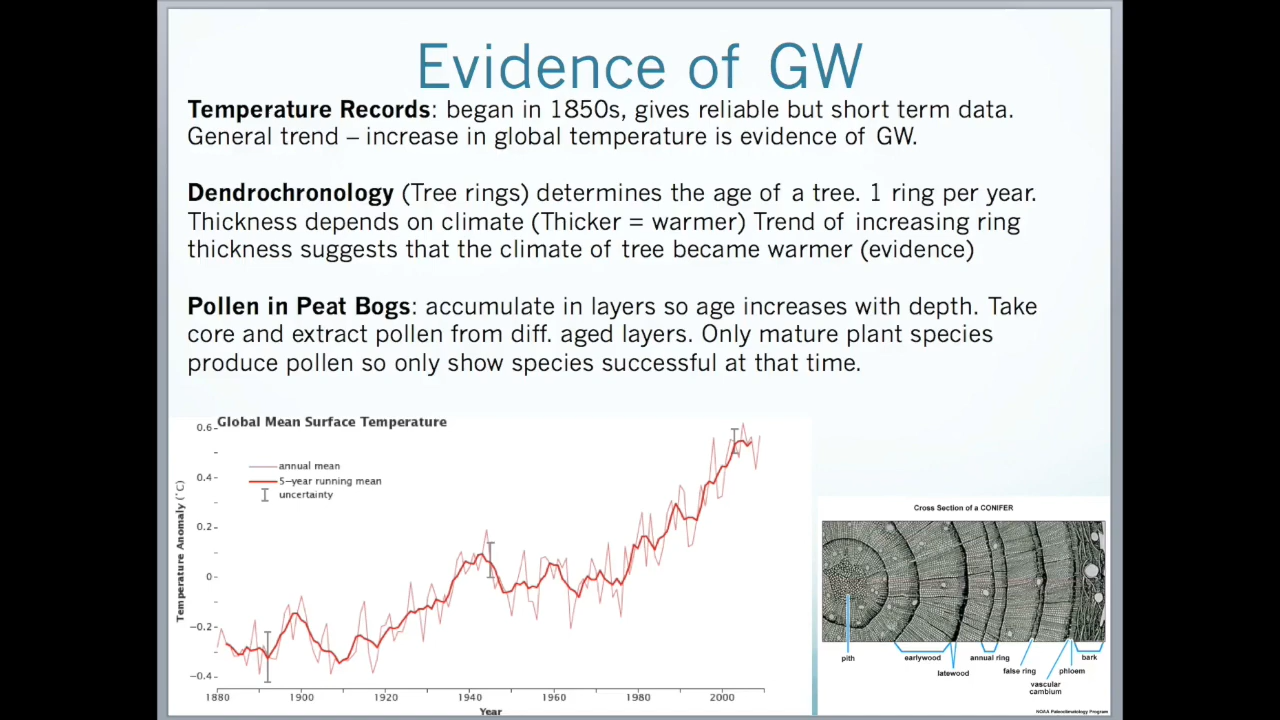 Evidence of GW
Temperature Records: began in 1850s, gives reliable but short term data.
General trend – increase in global temperature is evidence of GW.
Dendrochronology (Tree rings) determines the age of a tree. 1 ring per year.
Thickness depends on climate (Thicker = warmer) Trend of increasing ring
thickness suggests that the climate of tree became warmer (evidence)
Pollen in Peat Bogs: accumulate in layers so age increases with depth. Take
core and extract pollen from diff. aged layers. Only mature plant species
produce pollen so only show species successful at that time.
Global Mean Surface Temperature
annual mean
5-year running mean
uncertainty
Temperature Anomaly (°C)
0.6
0.4
0.2
0
−0.2
−0.4
1880 1900 1920 1940 1960 1980 2000
Year
Cross Section of a CONIFER
pith
earlywood
latewood
annual ring
false ring
vascular
cambium
phloem
bark
NOAA Paleoclimatology Program